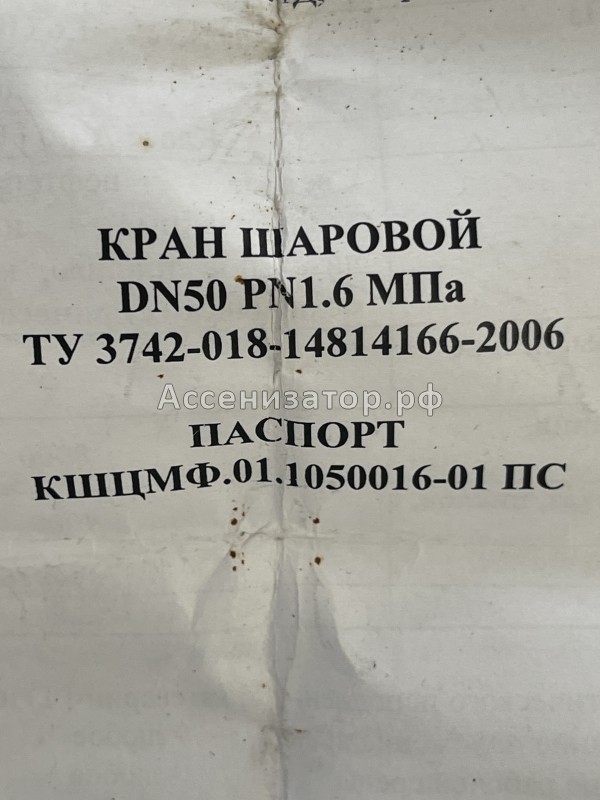 КРАН ШАРОВОЙ
DN50 PN1.6 МПа
ТУ 3742-018-14814166-2006
Ассенизатор.рф
ПАСПОРТ
КШЦМФ.01.1050016-01 ПС